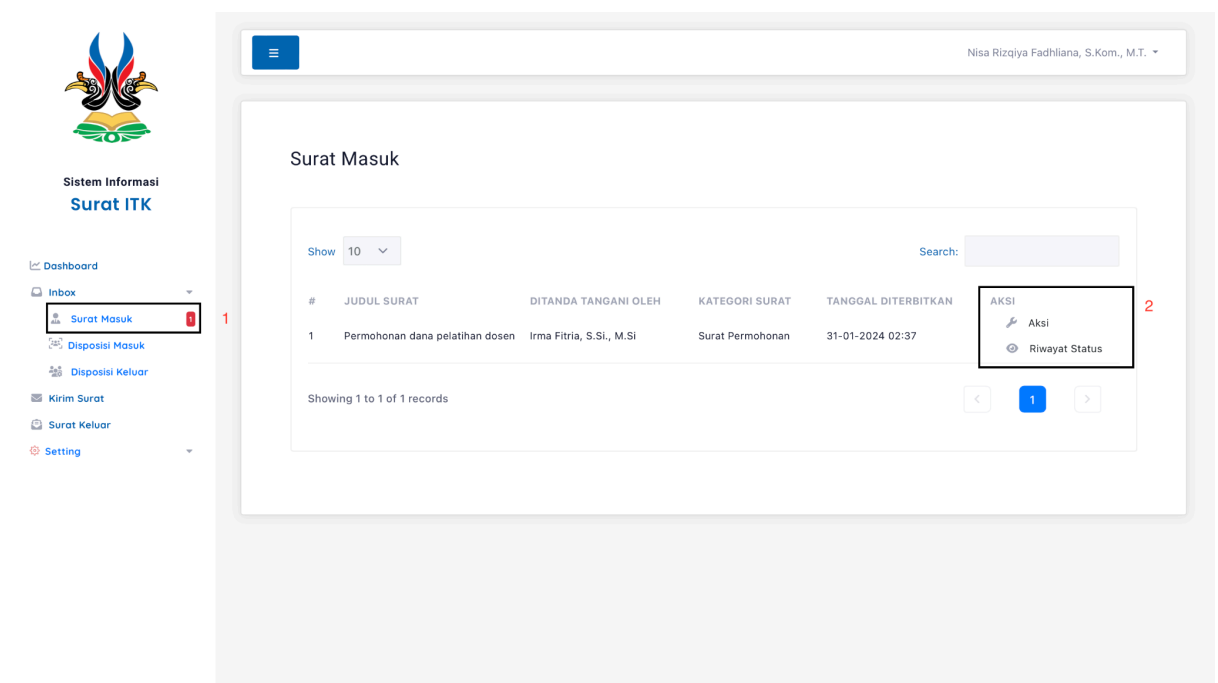 Nisa Rizqiya Fadhliana, S.Kom., M.T.
Sistem Informasi
Surat ITK
Dashboard
Inbox
Surat Masuk 1
1
Disposisi Masuk
Disposisi Keluar
Kirim Surat
Surat Keluar
Setting
Surat Masuk
Show 10 Search:
# JUDUL SURAT DITANDA TANGANI OLEH KATEGORI SURAT TANGGAL DITERBITKAN AKSI
2
1 Permohonan dana pelatihan dosen Irma Fitria, S.Si., M.Si Surat Permohonan 31-01-2024 02:37
Aksi
Riwayat Status
Showing 1 to 1 of 1 records
< 1 >